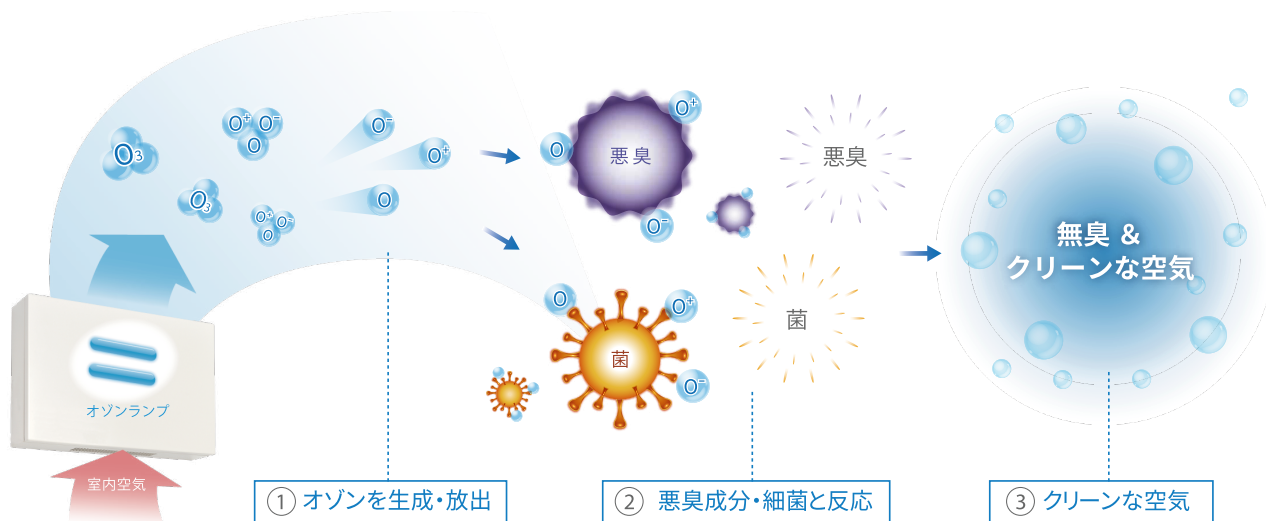 O₃
O⁺ O⁻
O
O₃
O⁺ O⁻
O
O⁻
O⁺
O
O⁺
O
悪臭
O⁻
悪臭
O
O⁺
菌
O⁻
菌
無臭 &
クリーンな空気
オゾンランプ
室内空気
① オゾンを生成・放出
② 悪臭成分・細菌と反応
③ クリーンな空気